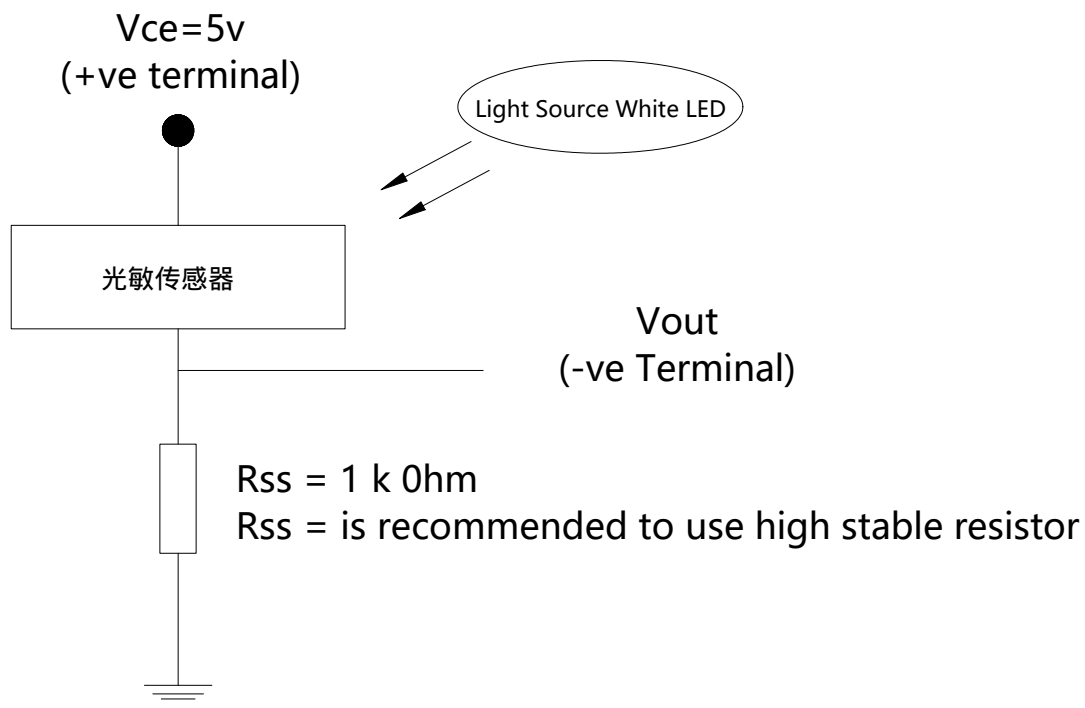 Vce=5v
(+ve terminal)
Light Source White LED
光敏传感器
Vout
(-ve Terminal)
Rss = 1 k 0hm
Rss = is recommended to use high stable resistor